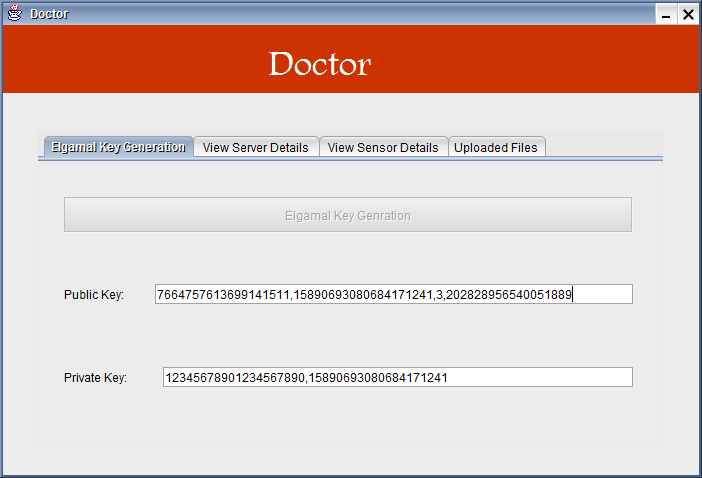 Doctor
Doctor
Elgamal Key Generation View Server Details View Sensor Details Uploaded Files
Elgamal Key Genration
Public Key: 7664757613699141511,15890693080684171241,3,202828956540051889
Private Key: 12345678901234567890,15890693080684171241